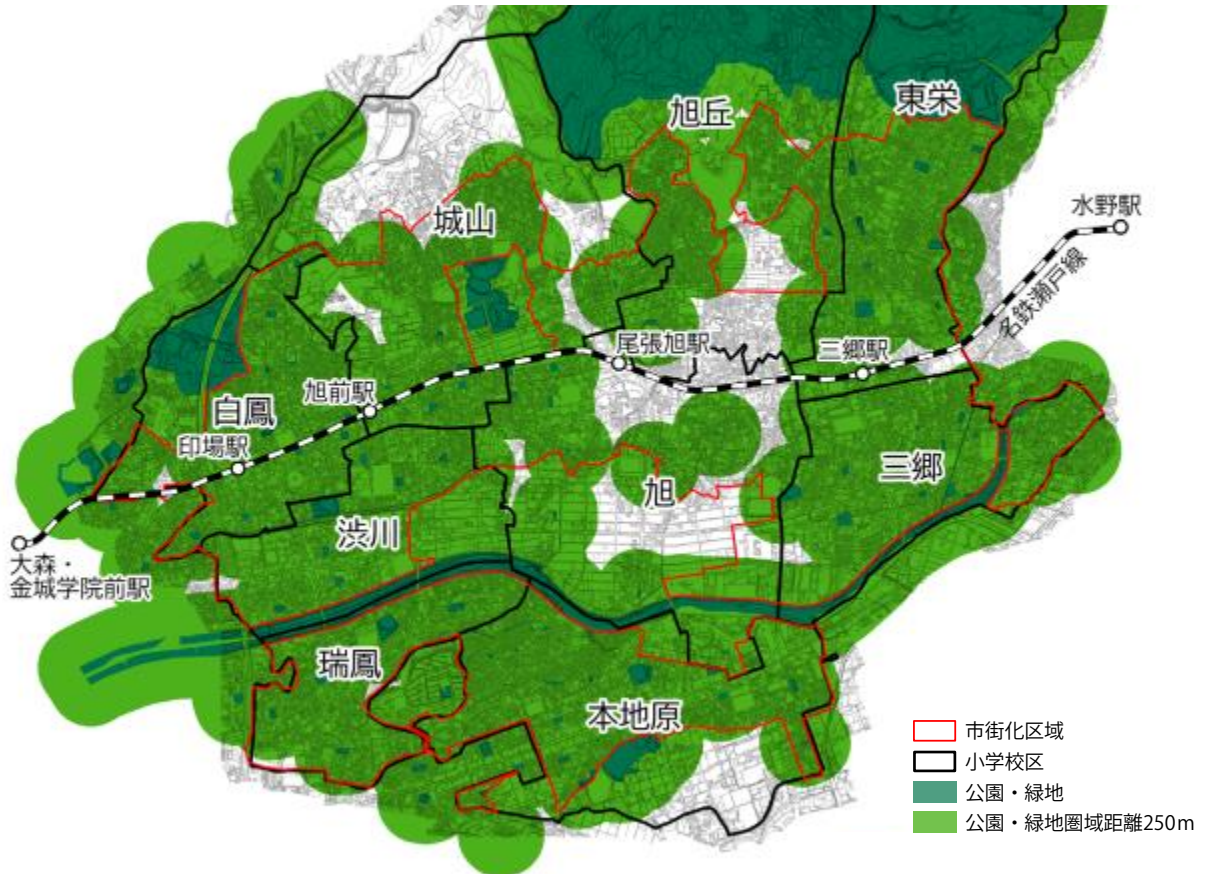 東栄
旭丘
水野駅
城山
名鉄瀬戸線
尾張旭駅
三郷駅
旭前駅
白鳳
印場駅
三郷
旭
渋川
大森・
金城学院前駅
瑞鳳
本地原
市街化区域
小学校区
公園・緑地
公園・緑地圏域距離250m